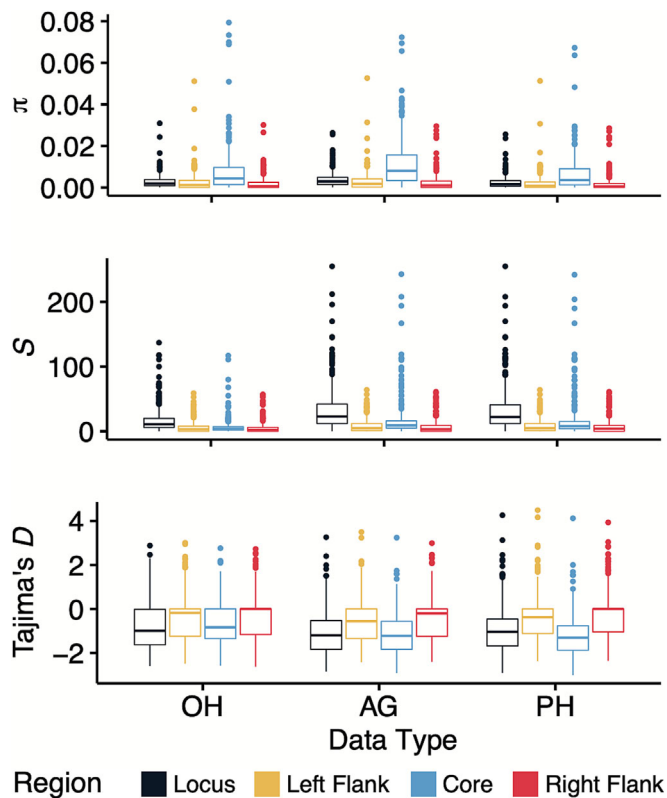 0.08
0.06
0.04
0.02
0.00
π
200
100
0
S
4
2
0
−2
Tajima's D
OH AG PH
Data Type
Region Locus Left Flank Core Right Flank